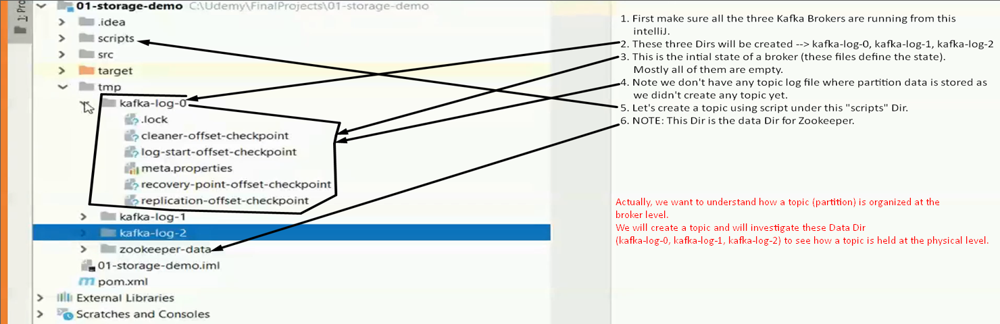 1: Pro
01-storage-demo C:\Udemy\FinalProjects\01-storage-demo
.idea
scripts
src
target
tmp
kafka-log-0
.lock
cleaner-offset-checkpoint
log-start-offset-checkpoint
meta.properties
recovery-point-offset-checkpoint
replication-offset-checkpoint
kafka-log-1
kafka-log-2
zookeeper-data
01-storage-demo.iml
pom.xml
External Libraries
Scratches and Consoles
1. First make sure all the three Kafka Brokers are running from this
intelliJ.
2. These three Dirs will be created --> kafka-log-0, kafka-log-1, kafka-log-2
3. This is the intial state of a broker (these files define the state).
Mostly all of them are empty.
4. Note we don't have any topic log file where partition data is stored as
we didn't create any topic yet.
5. Let's create a topic using script under this "scripts" Dir.
6. NOTE: This Dir is the data Dir for Zookeeper.
Actually, we want to understand how a topic (partition) is organized at the
broker level.
We will create a topic and will investigate these Data Dir
(kafka-log-0, kafka-log-1, kafka-log-2) to see how a topic is held at the physical level.